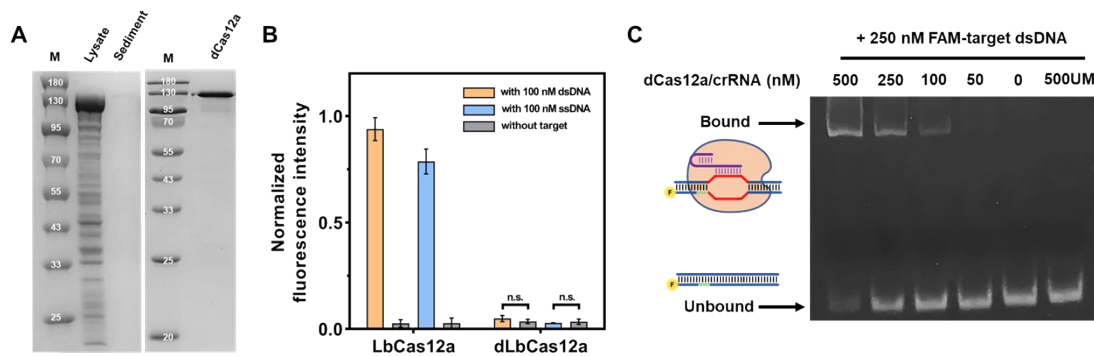 A
M
Lysate
Sediment
M
dCas12a
180
130
95
70
55
43
33
25
180
130
95
70
55
43
33
25
20
B
Normalized
fluorescence intensity
1.0
0.5
0.0
with 100 nM dsDNA
with 100 nM ssDNA
without target
n.s.
n.s.
LbCas12a
dLbCas12a
C
+ 250 nM FAM-target dsDNA
dCas12a/crRNA (nM)
500 250 100 50 0 500UM
Bound
F
F
Unbound